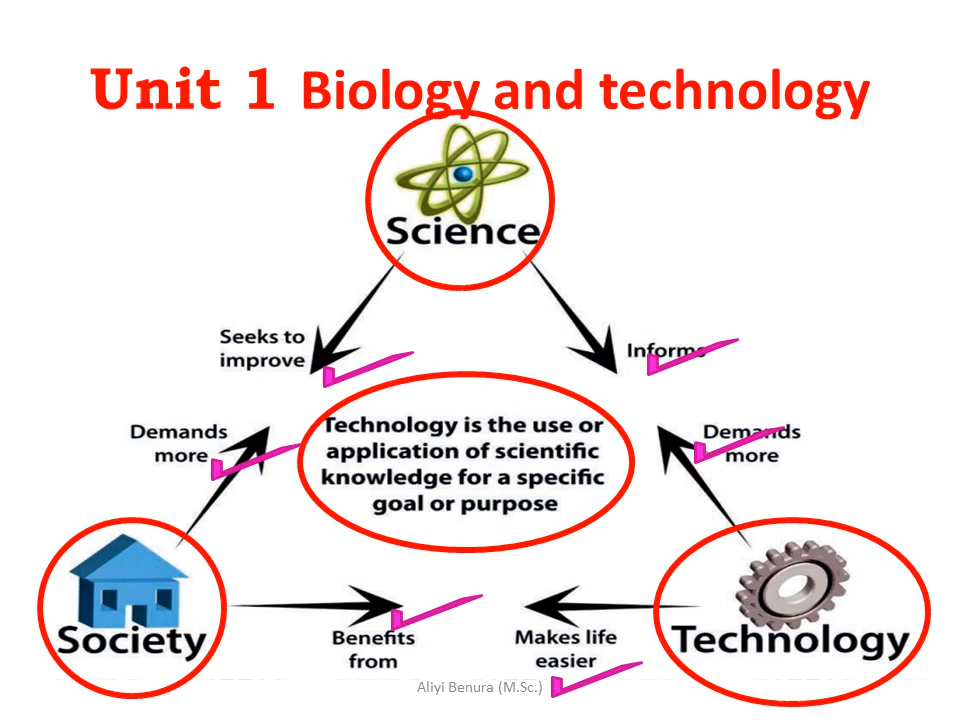 Unit 1 Biology and technology
Science
Seeks to
improve
Informs
Demands
more
Technology is the use or
application of scientific
knowledge for a specific
goal or purpose
Demands
more
Society
Benefits
from
Makes life
easier
Technology
Aliyi Benura (M.Sc.)